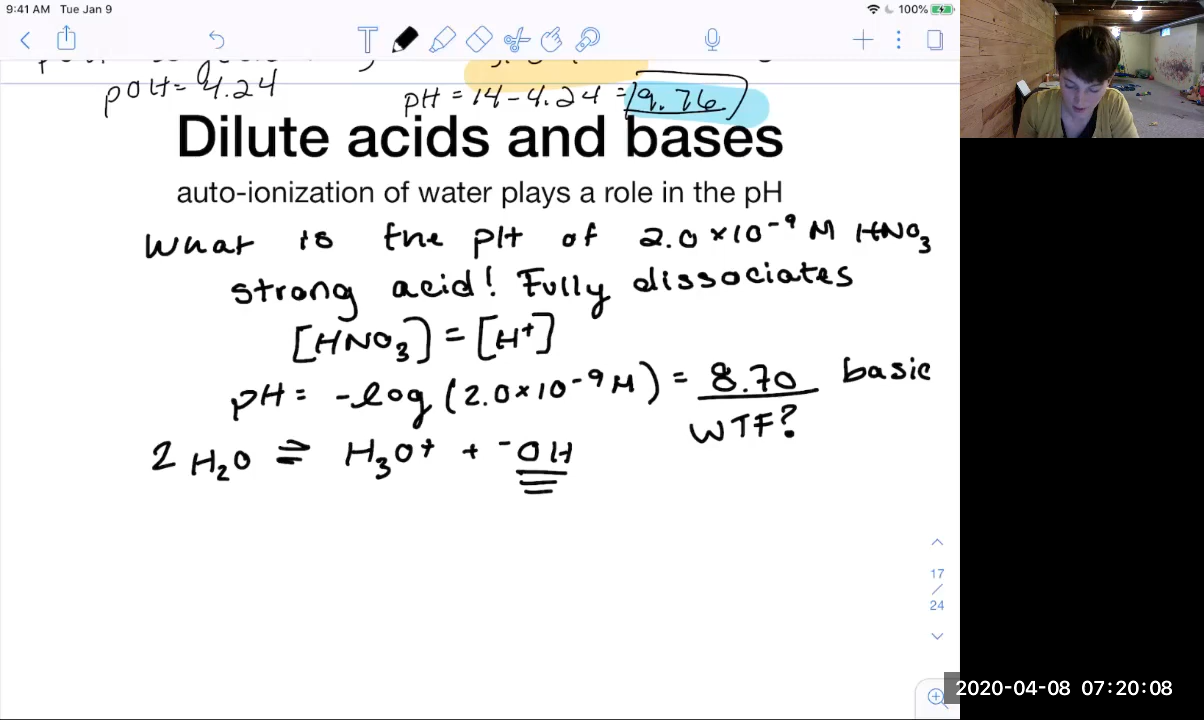 9:41 AM Tue Jan 9
100%
pOH= 4.24
pH = 14 - 4.24 = 9.76
Dilute acids and bases
auto-ionization of water plays a role in the pH
What is the pH of 2.0 × 10⁻⁹ M HNO₃
strong acid! Fully dissociates
[HNO₃] = [H⁺]
pH = -log (2.0 × 10⁻⁹ M) = 8.70 basic
WTF?
2 H₂O ⇌ H₃O⁺ + ⁻OH
17
/
24
2020-04-08 07:20:08